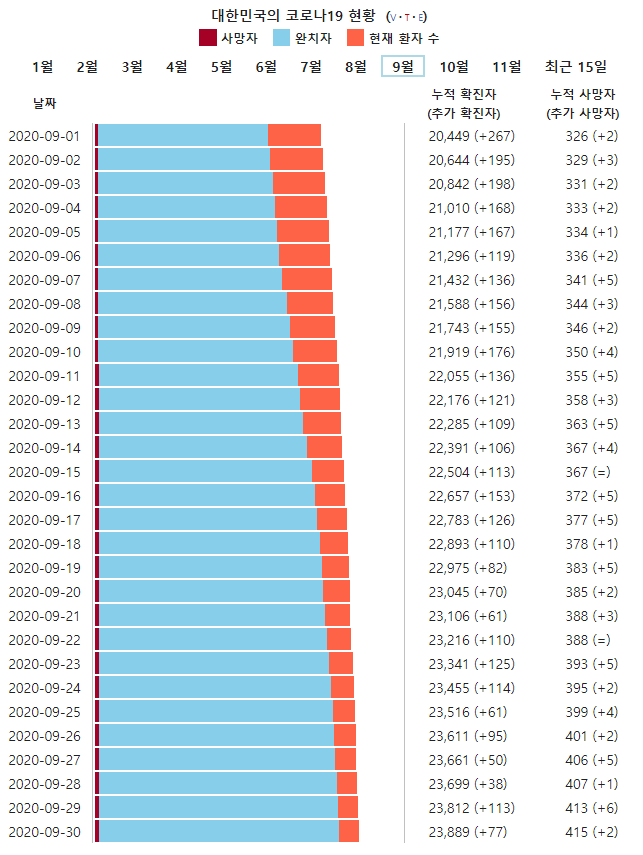 대한민국의 코로나19 현황 (V·T·E)
사망자 완치자 현재 환자 수
1월 2월 3월 4월 5월 6월 7월 8월 9월 10월 11월 최근 15일
날짜 누적 확진자 (추가 확진자) 누적 사망자 (추가 사망자)
2020-09-01 20,449 (+267) 326 (+2)
2020-09-02 20,644 (+195) 329 (+3)
2020-09-03 20,842 (+198) 331 (+2)
2020-09-04 21,010 (+168) 333 (+2)
2020-09-05 21,177 (+167) 334 (+1)
2020-09-06 21,296 (+119) 336 (+2)
2020-09-07 21,432 (+136) 341 (+5)
2020-09-08 21,588 (+156) 344 (+3)
2020-09-09 21,743 (+155) 346 (+2)
2020-09-10 21,919 (+176) 350 (+4)
2020-09-11 22,055 (+136) 355 (+5)
2020-09-12 22,176 (+121) 358 (+3)
2020-09-13 22,285 (+109) 363 (+5)
2020-09-14 22,391 (+106) 367 (+4)
2020-09-15 22,504 (+113) 367 (=)
2020-09-16 22,657 (+153) 372 (+5)
2020-09-17 22,783 (+126) 377 (+5)
2020-09-18 22,893 (+110) 378 (+1)
2020-09-19 22,975 (+82) 383 (+5)
2020-09-20 23,045 (+70) 385 (+2)
2020-09-21 23,106 (+61) 388 (+3)
2020-09-22 23,216 (+110) 388 (=)
2020-09-23 23,341 (+125) 393 (+5)
2020-09-24 23,455 (+114) 395 (+2)
2020-09-25 23,516 (+61) 399 (+4)
2020-09-26 23,611 (+95) 401 (+2)
2020-09-27 23,661 (+50) 406 (+5)
2020-09-28 23,699 (+38) 407 (+1)
2020-09-29 23,812 (+113) 413 (+6)
2020-09-30 23,889 (+77) 415 (+2)